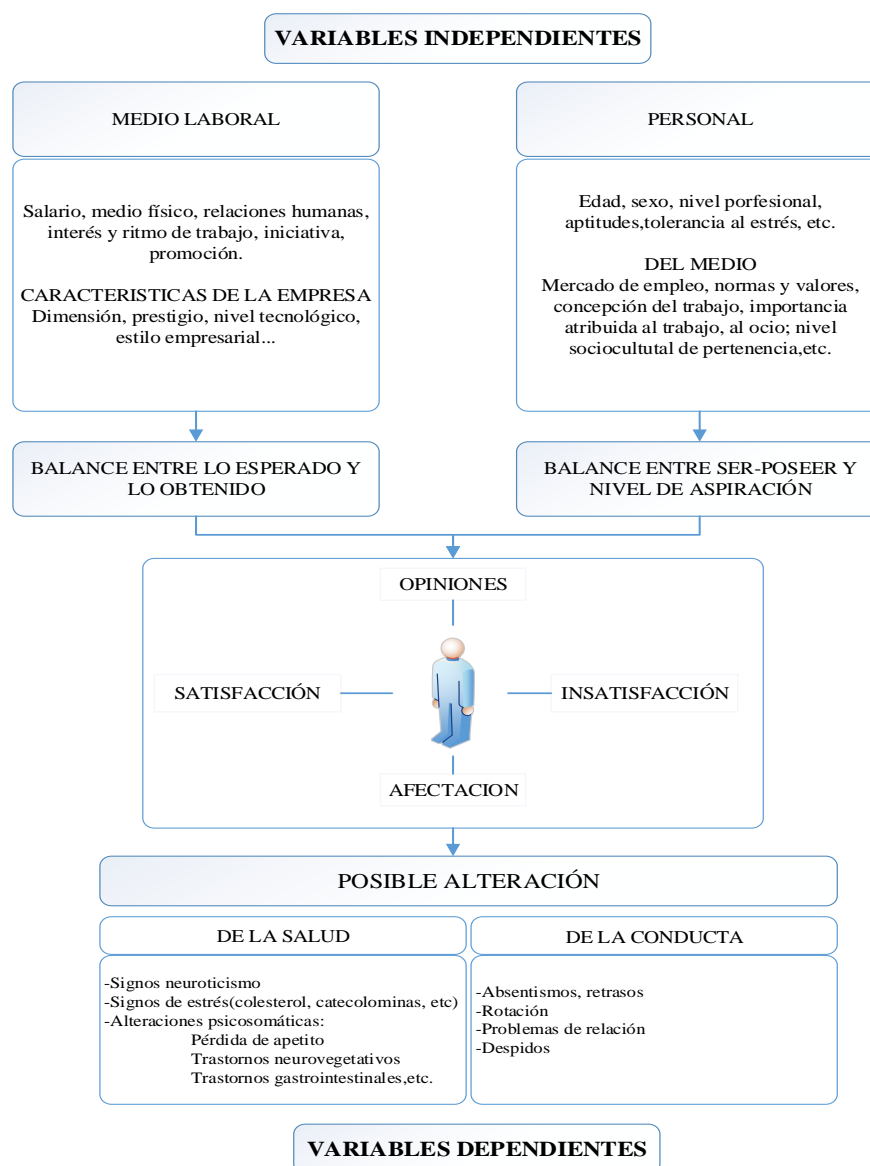 VARIABLES INDEPENDIENTES
MEDIO LABORAL
Salario, medio físico, relaciones humanas,
interés y ritmo de trabajo, iniciativa,
promoción.
CARACTERISTICAS DE LA EMPRESA
Dimensión, prestigio, nivel tecnológico,
estilo empresarial...
PERSONAL
Edad, sexo, nivel porfesional,
aptitudes,tolerancia al estrés, etc.
DEL MEDIO
Mercado de empleo, normas y valores,
concepción del trabajo, importancia
atribuida al trabajo, al ocio; nivel
sociocultutal de pertenencia,etc.
BALANCE ENTRE LO ESPERADO Y
LO OBTENIDO
BALANCE ENTRE SER-POSEER Y
NIVEL DE ASPIRACIÓN
OPINIONES
SATISFACCIÓN
INSATISFACCIÓN
AFECTACION
POSIBLE ALTERACIÓN
DE LA SALUD
-Signos neuroticismo
-Signos de estrés(colesterol, catecolominas, etc)
-Alteraciones psicosomáticas:
Pérdida de apetito
Trastornos neurovegetativos
Trastornos gastrointestinales,etc.
DE LA CONDUCTA
-Absentismos, retrasos
-Rotación
-Problemas de relación
-Despidos
VARIABLES DEPENDIENTES